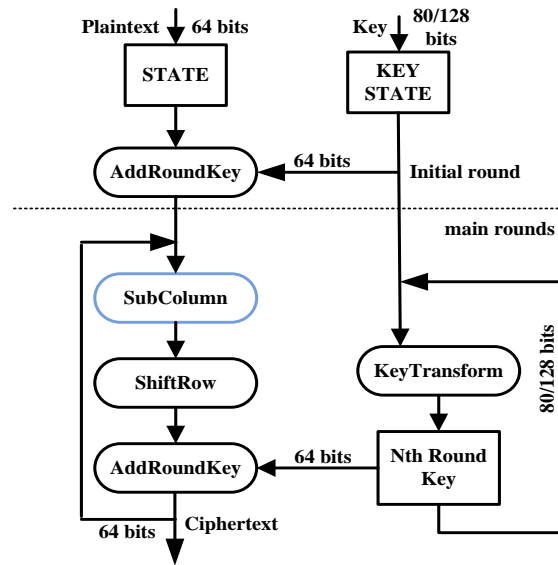 Plaintext
64 bits
Key
80/128
bits
STATE
KEY
STATE
AddRoundKey
64 bits
Initial round
main rounds
SubColumn
ShiftRow
KeyTransform
80/128 bits
AddRoundKey
64 bits
Nth Round
Key
64 bits
Ciphertext